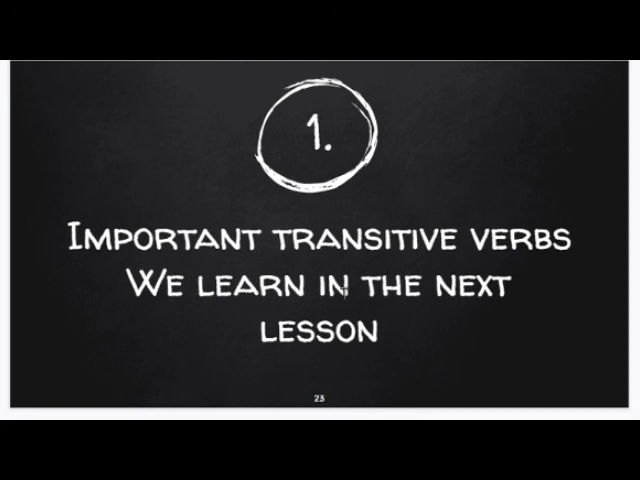 1.
Important transitive verbs
We learn in the next
lesson
23